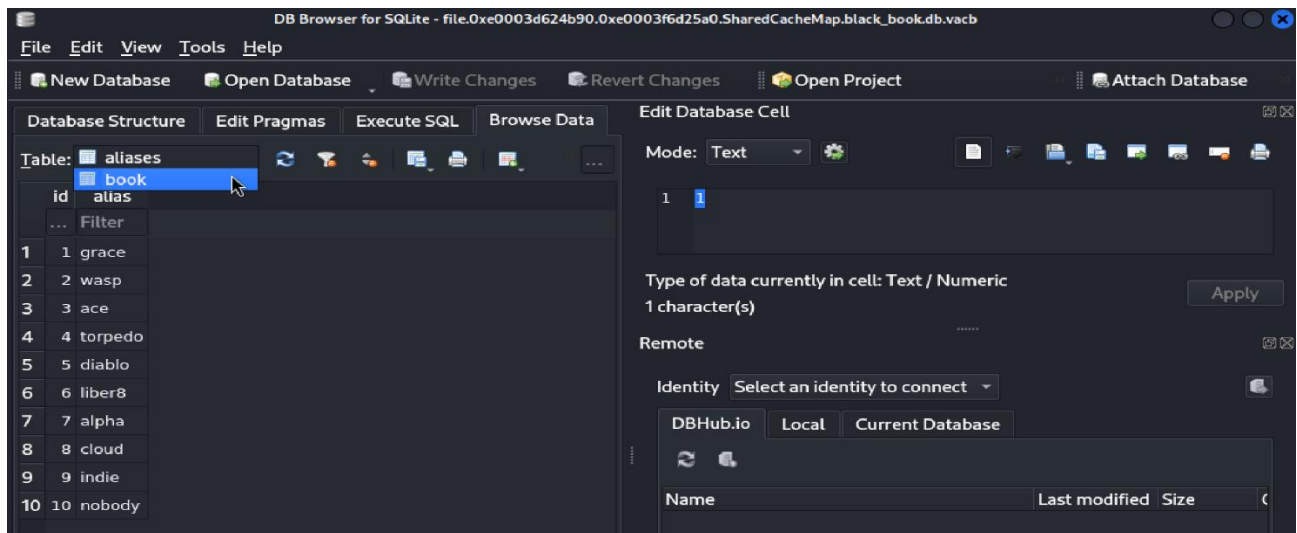 DB Browser for SQLite - file.0xe0003d624b90.0xe0003f6d25a0.SharedCacheMap.black_book.db.vacb
File Edit View Tools Help
New Database Open Database Write Changes Revert Changes Open Project Attach Database
Database Structure Edit Pragmas Execute SQL Browse Data
Table: aliases
book
...
id alias
... Filter
1 1 grace
2 2 wasp
3 3 ace
4 4 torpedo
5 5 diablo
6 6 liber8
7 7 alpha
8 8 cloud
9 9 indie
10 10 nobody
Edit Database Cell
Mode: Text
1 1
Type of data currently in cell: Text / Numeric
1 character(s)
Apply
Remote
Identity Select an identity to connect
DBHub.io Local Current Database
Name Last modified Size